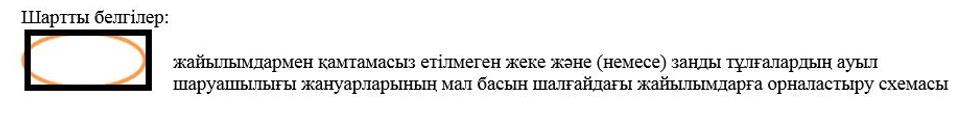 Шартты белгілер:
жайылымдармен қамтамасыз етілмеген жеке және (немесе) заңды тұлғалардың ауыл
шаруашылығы жануарларының мал басын шалғайдағы жайылымдарға орналастыру схемасы